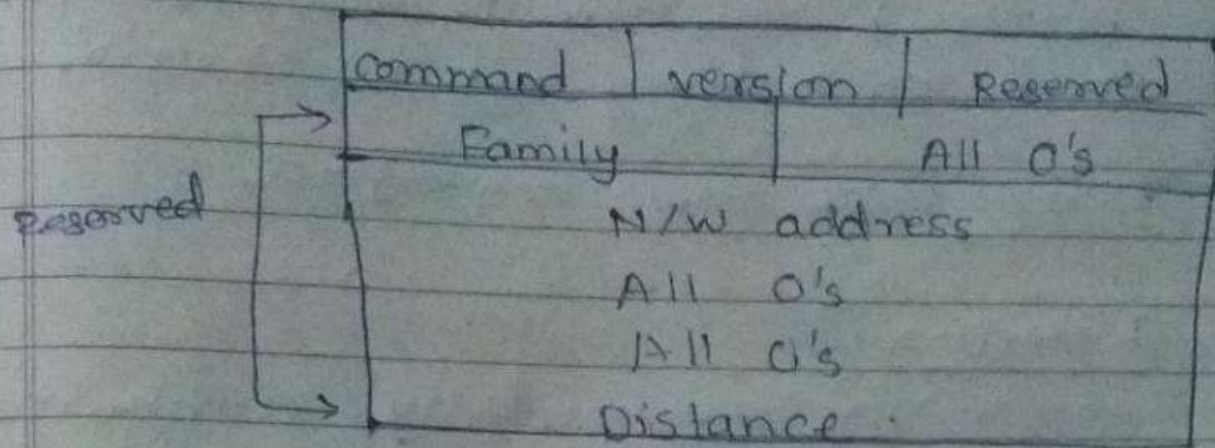 command version Reserved
Family All 0's
Reserved
N/W address
All 0's
All 0's
Distance